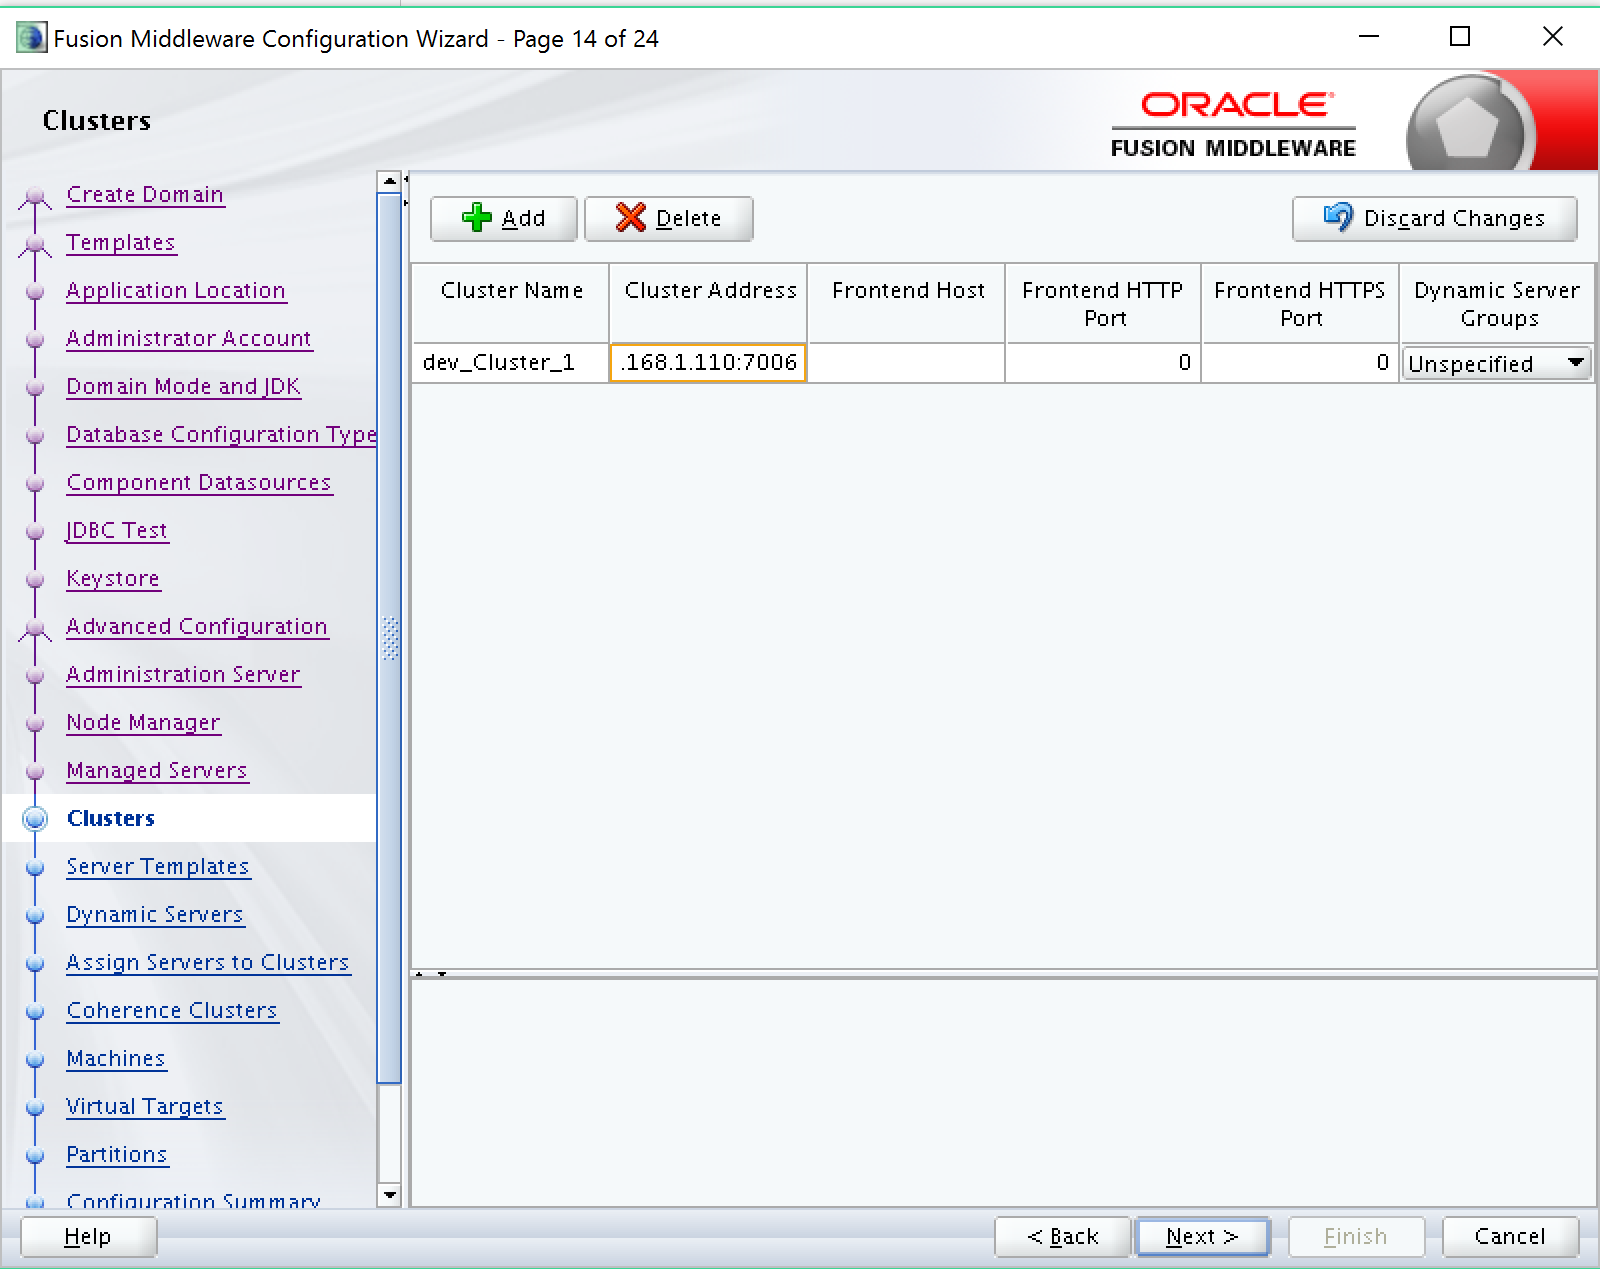 Fusion Middleware Configuration Wizard - Page 14 of 24
Clusters
ORACLE
FUSION MIDDLEWARE
Create Domain
Templates
Application Location
Administrator Account
Domain Mode and JDK
Database Configuration Type
Component Datasources
JDBC Test
Keystore
Advanced Configuration
Administration Server
Node Manager
Managed Servers
Clusters
Server Templates
Dynamic Servers
Assign Servers to Clusters
Coherence Clusters
Machines
Virtual Targets
Partitions
Configuration Summary
Add Delete Discard Changes
Cluster Name Cluster Address Frontend Host Frontend HTTP Port Frontend HTTPS Port Dynamic Server Groups
dev_Cluster_1 .168.1.110:7006 0 0 Unspecified
Help < Back Next > Finish Cancel